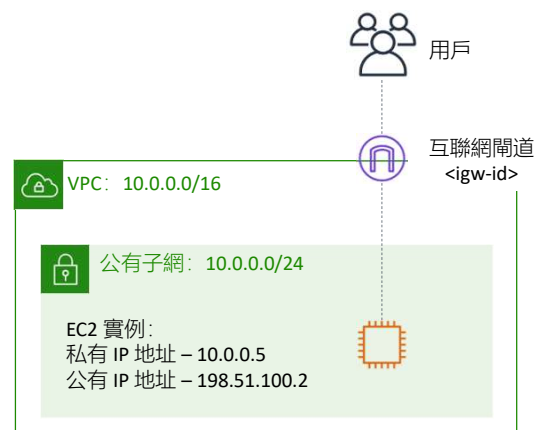 用戶
互聯網閘道
<igw-id>
VPC：10.0.0.0/16
公有子網：10.0.0.0/24
EC2 實例：
私有 IP 地址 – 10.0.0.5
公有 IP 地址 – 198.51.100.2